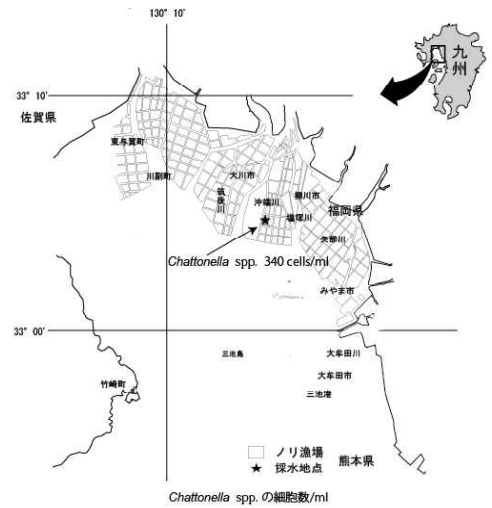 130° 10′
九州
33° 10′
佐賀県
東与賀町
川副町
大川市
筑後川
沖端川
柳川市
塩塚川
福岡県
矢部川
Chattonella spp. 340 cells/ml
みやま市
33° 00′
三池島
大牟田川
大牟田市
三池港
竹崎町
ノリ漁場
★ 採水地点
熊本県
Chattonella spp. の細胞数/ml